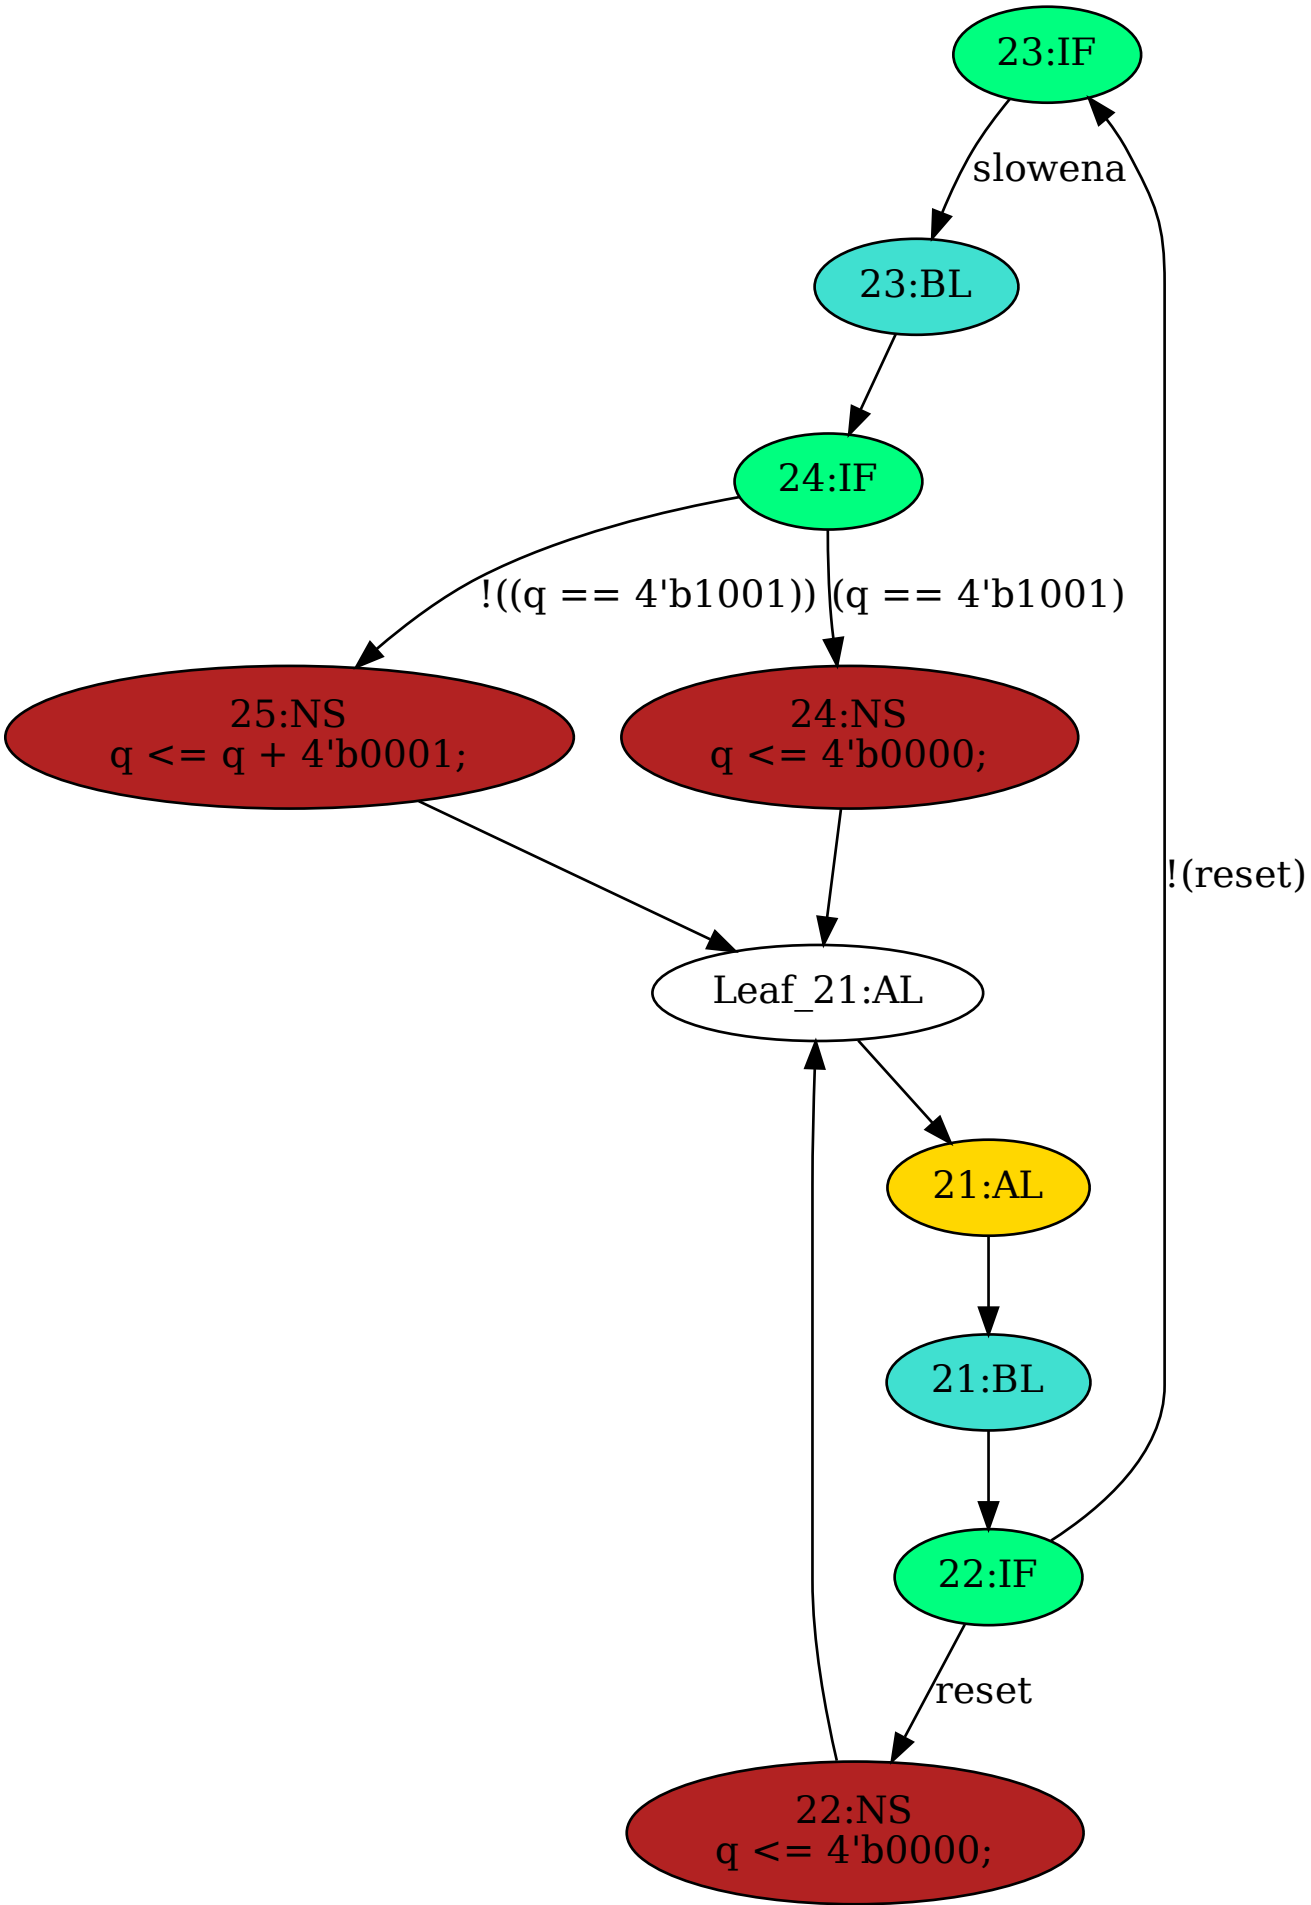 23:IF
slowena
23:BL
24:IF
!((q == 4'b1001))
(q == 4'b1001)
25:NS
q <= q + 4'b0001;
24:NS
q <= 4'b0000;
!(reset)
Leaf_21:AL
21:AL
21:BL
22:IF
reset
22:NS
q <= 4'b0000;